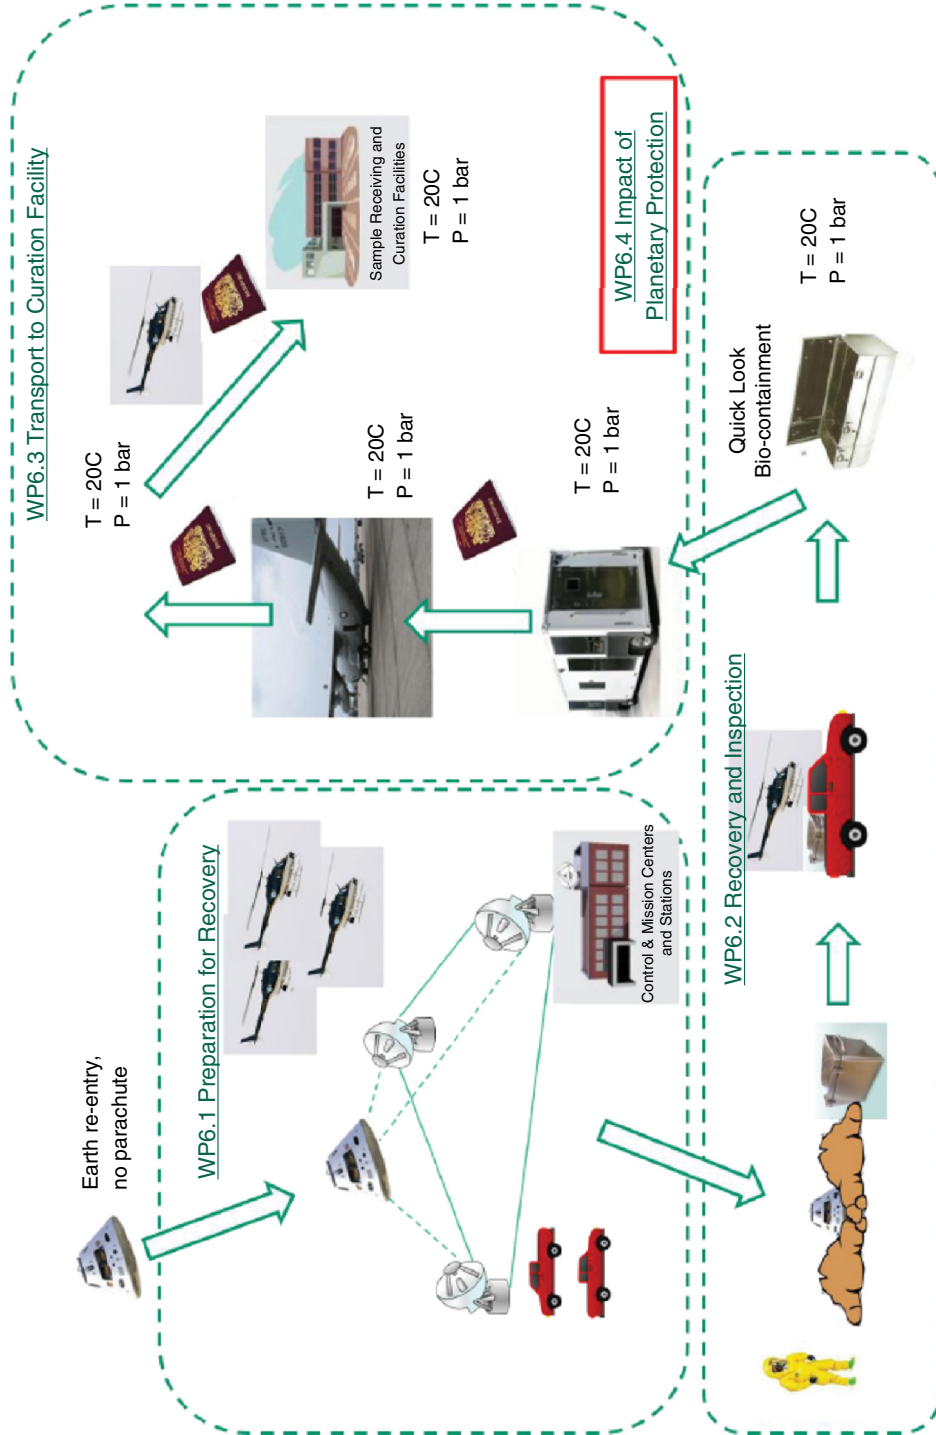 Earth re-entry,
no parachute
WP6.1 Preparation for Recovery
Control & Mission Centers
and Stations
WP6.2 Recovery and Inspection
Quick Look
Bio-containment
T = 20C
P = 1 bar
WP6.3 Transport to Curation Facility
T = 20C
P = 1 bar
T = 20C
P = 1 bar
T = 20C
P = 1 bar
Sample Receiving and
Curation Facilities
T = 20C
P = 1 bar
WP6.4 Impact of
Planetary Protection